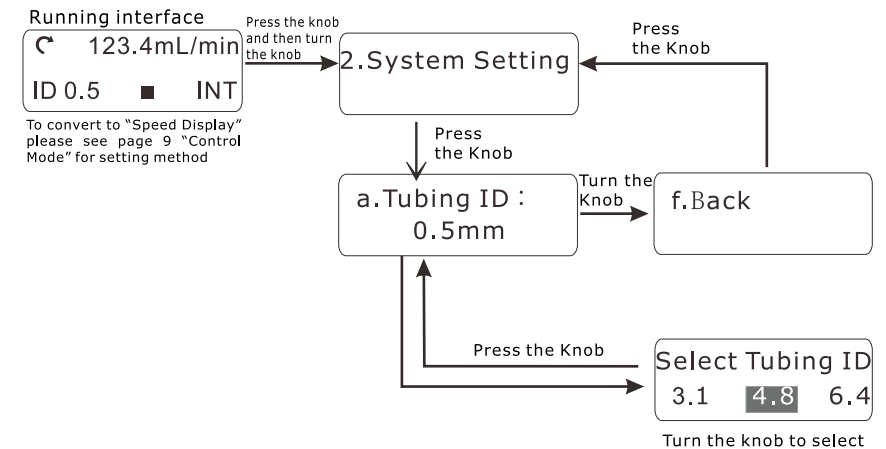 Running interface
123.4mL/min
ID 0.5 ■ INT
To convert to “Speed Display”
please see page 9 “Control
Mode” for setting method
Press the knob
and then turn
the knob
2.System Setting
Press
the Knob
Press
the Knob
a.Tubing ID：
0.5mm
Turn the
Knob
f.Back
Press the Knob
Select Tubing ID
3.1 4.8 6.4
Turn the knob to select